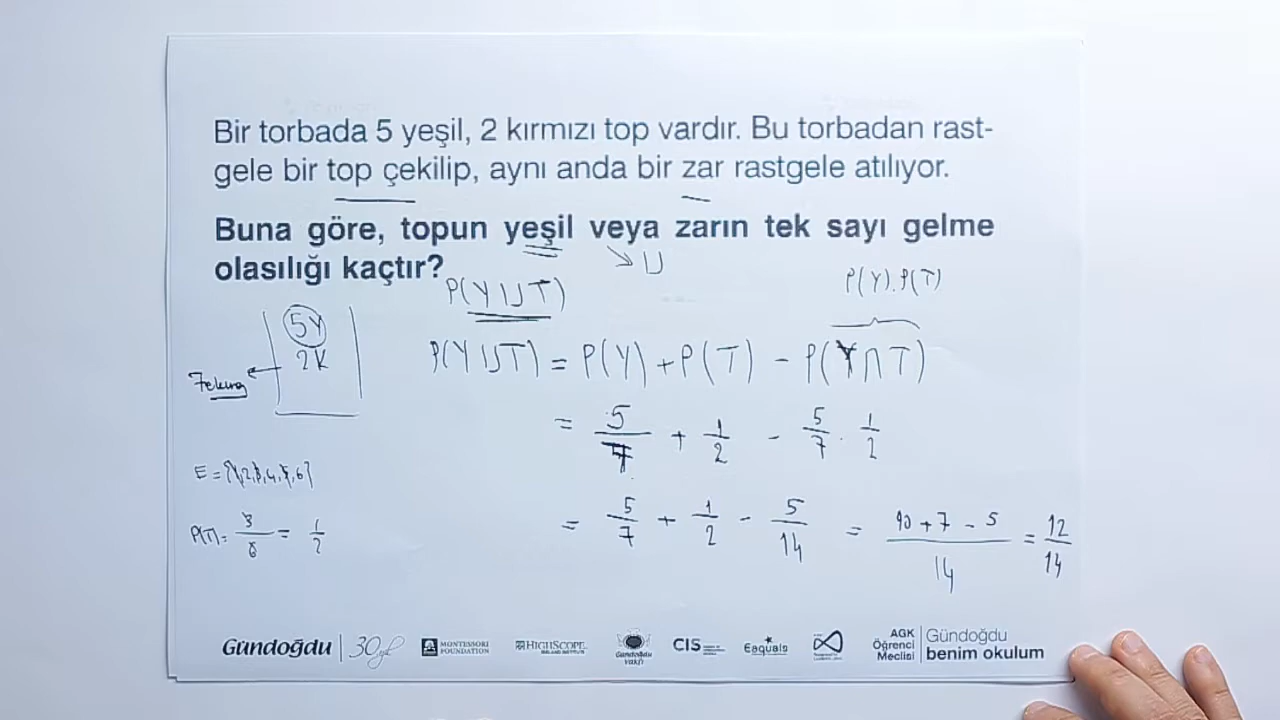 Bir torbada 5 yeşil, 2 kırmızı top vardır. Bu torbadan rast-
gele bir top çekilip, aynı anda bir zar rastgele atılıyor.
Buna göre, topun yeşil veya zarın tek sayı gelme
olasılığı kaçtır?
↘ U
P(Y∪T)
P(Y).P(T)
5Y
2K
P(Y∪T) = P(Y) + P(T) - P(Y∩T)
= 5/7 + 1/2 - 5/7 . 1/2
E = {1,2,3,4,5,6}
P(T) = 3/6 = 1/2
= 5/7 + 1/2 - 5/14 = 10+7-5/14 = 12/14
Gündoğdu 30 yıl
MONTESSORI FOUNDATION
HIGHSCOPE
Gündoğdu vakfı
CIS
Eaquals
AGK Öğrenci Meclisi
Gündoğdu benim okulum